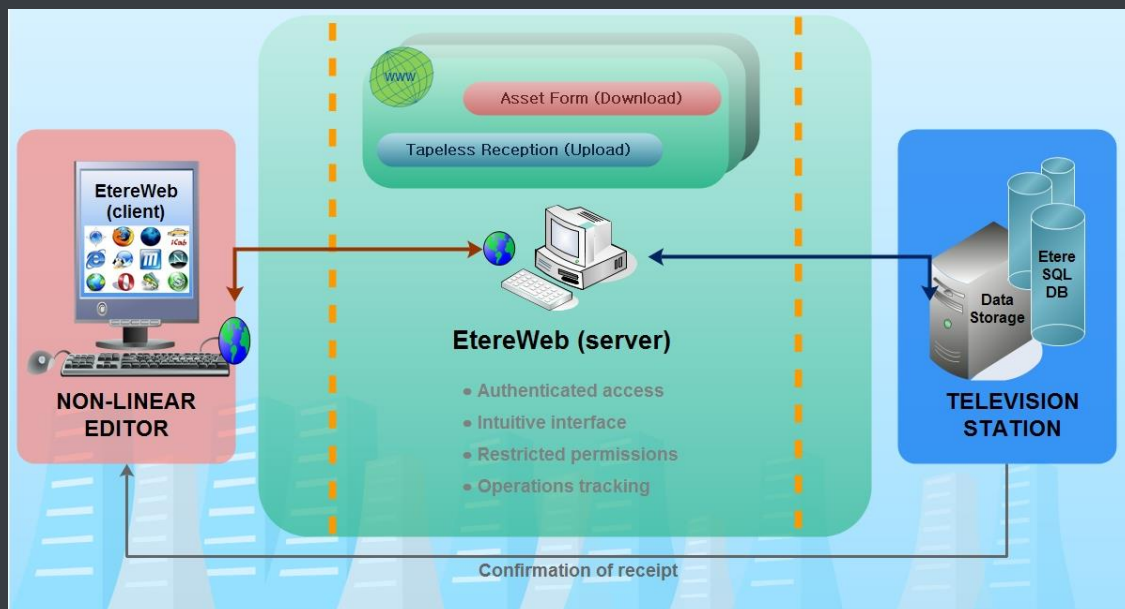 WWW
Asset Form (Download)
Tapeless Reception (Upload)
EtereWeb
(client)
iCab
NON-LINEAR
EDITOR
EtereWeb (server)
• Authenticated access
• Intuitive interface
• Restricted permissions
• Operations tracking
Data
Storage
Etere
SQL
DB
TELEVISION
STATION
Confirmation of receipt